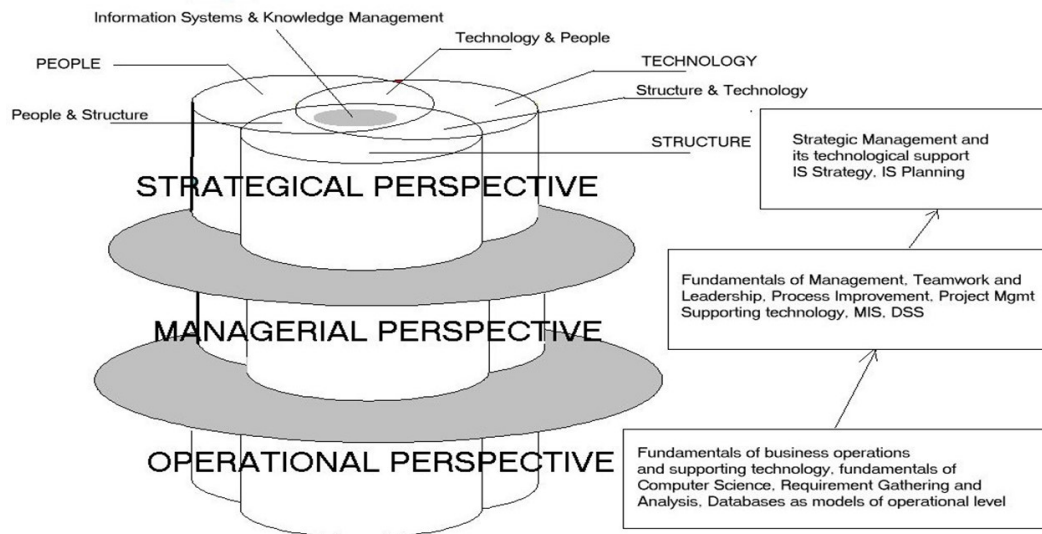 Information Systems & Knowledge Management
Technology & People
PEOPLE
TECHNOLOGY
Structure & Technology
People & Structure
STRUCTURE
STRATEGICAL PERSPECTIVE
MANAGERIAL PERSPECTIVE
OPERATIONAL PERSPECTIVE
Strategic Management and
its technological support
IS Strategy, IS Planning
Fundamentals of Management, Teamwork and
Leadership, Process Improvement, Project Mgmt
Supporting technology, MIS, DSS
Fundamentals of business operations
and supporting technology, fundamentals of
Computer Science, Requirement Gathering and
Analysis, Databases as models of operational level